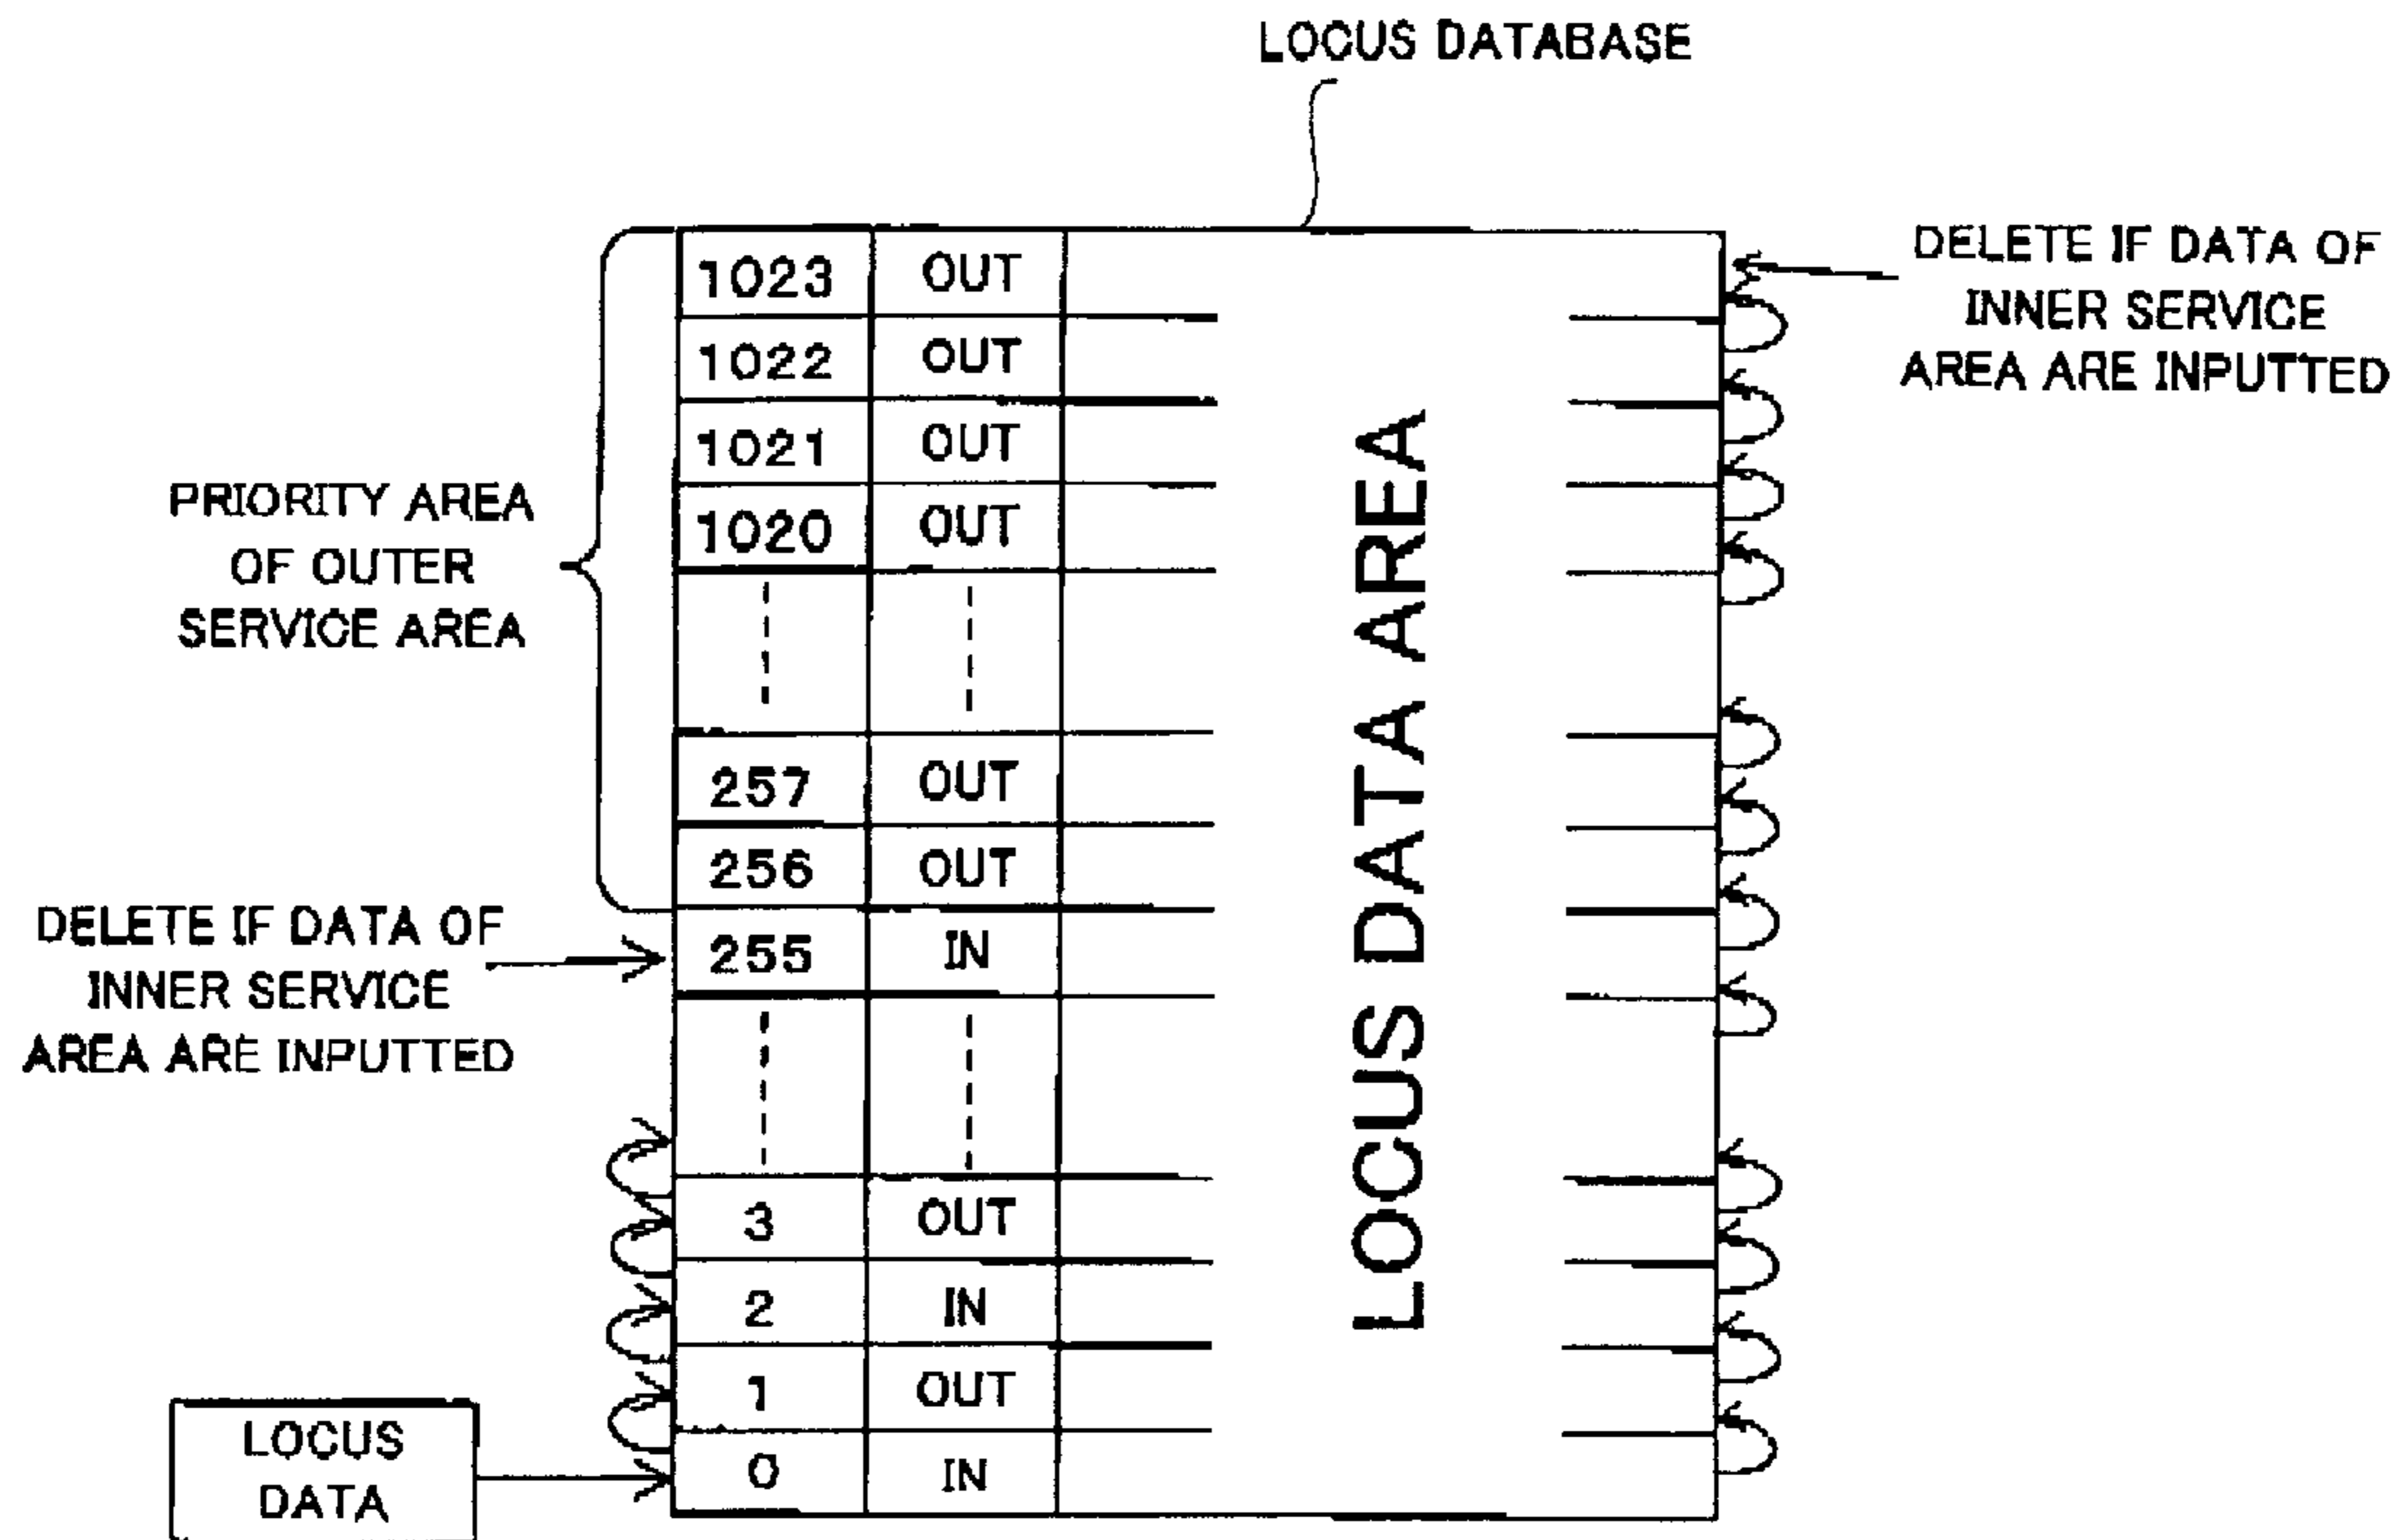 LOCUS DATABASE
DELETE IF DATA OF
INNER SERVICE
AREA ARE INPUTTED
PRIORITY AREA
OF OUTER
SERVICE AREA
DELETE IF DATA OF
INNER SERVICE
AREA ARE INPUTTED
1023 OUT
1022 OUT
1021 OUT
1020 OUT
257 OUT
256 OUT
255 IN
3 OUT
2 IN
1 OUT
0 IN
LOCUS DATA AREA
LOCUS
DATA